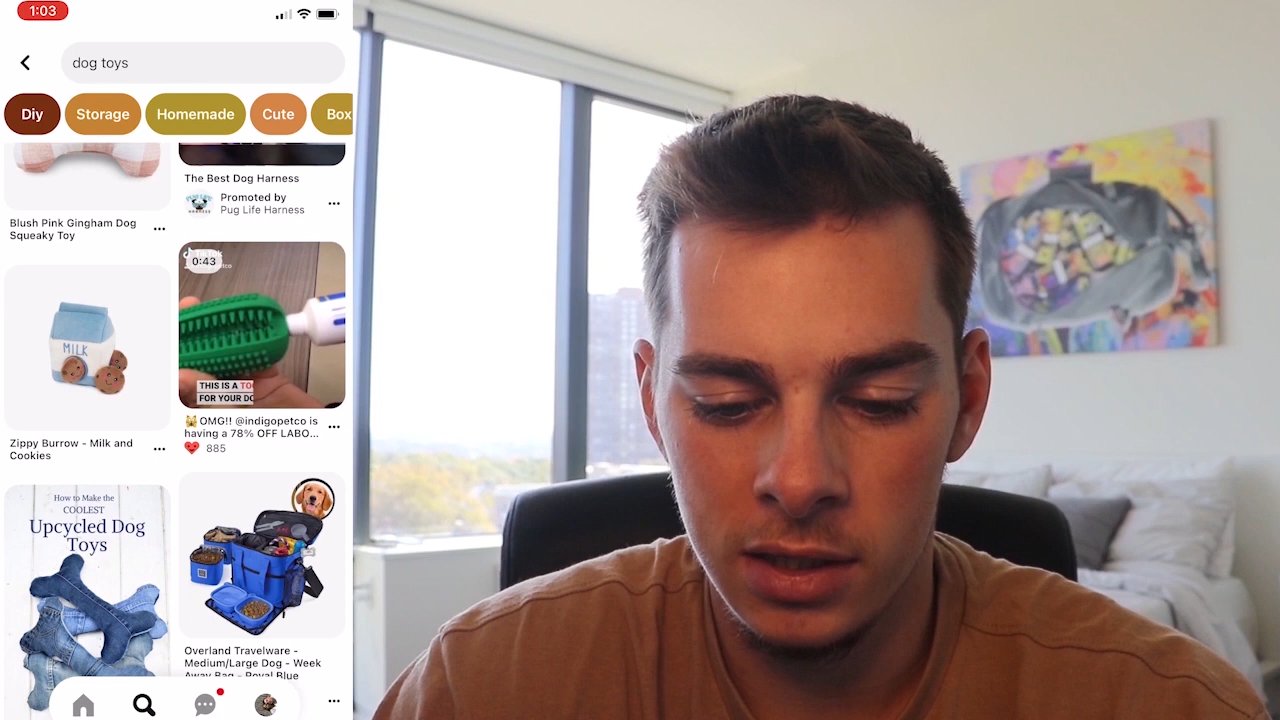 1:03
dog toys
Diy
Storage
Homemade
Cute
Box
Blush Pink Gingham Dog
Squeaky Toy
The Best Dog Harness
Promoted by
Pug Life Harness
0:43
THIS IS A TO
FOR YOUR DO
MILK
Zippy Burrow - Milk and
Cookies
OMG!! @indigopetco is
having a 78% OFF LABO...
885
How to Make the
COOLEST
Upcycled Dog
Toys
Overland Travelware -
Medium/Large Dog - Week
Away Bag - Royal Blue